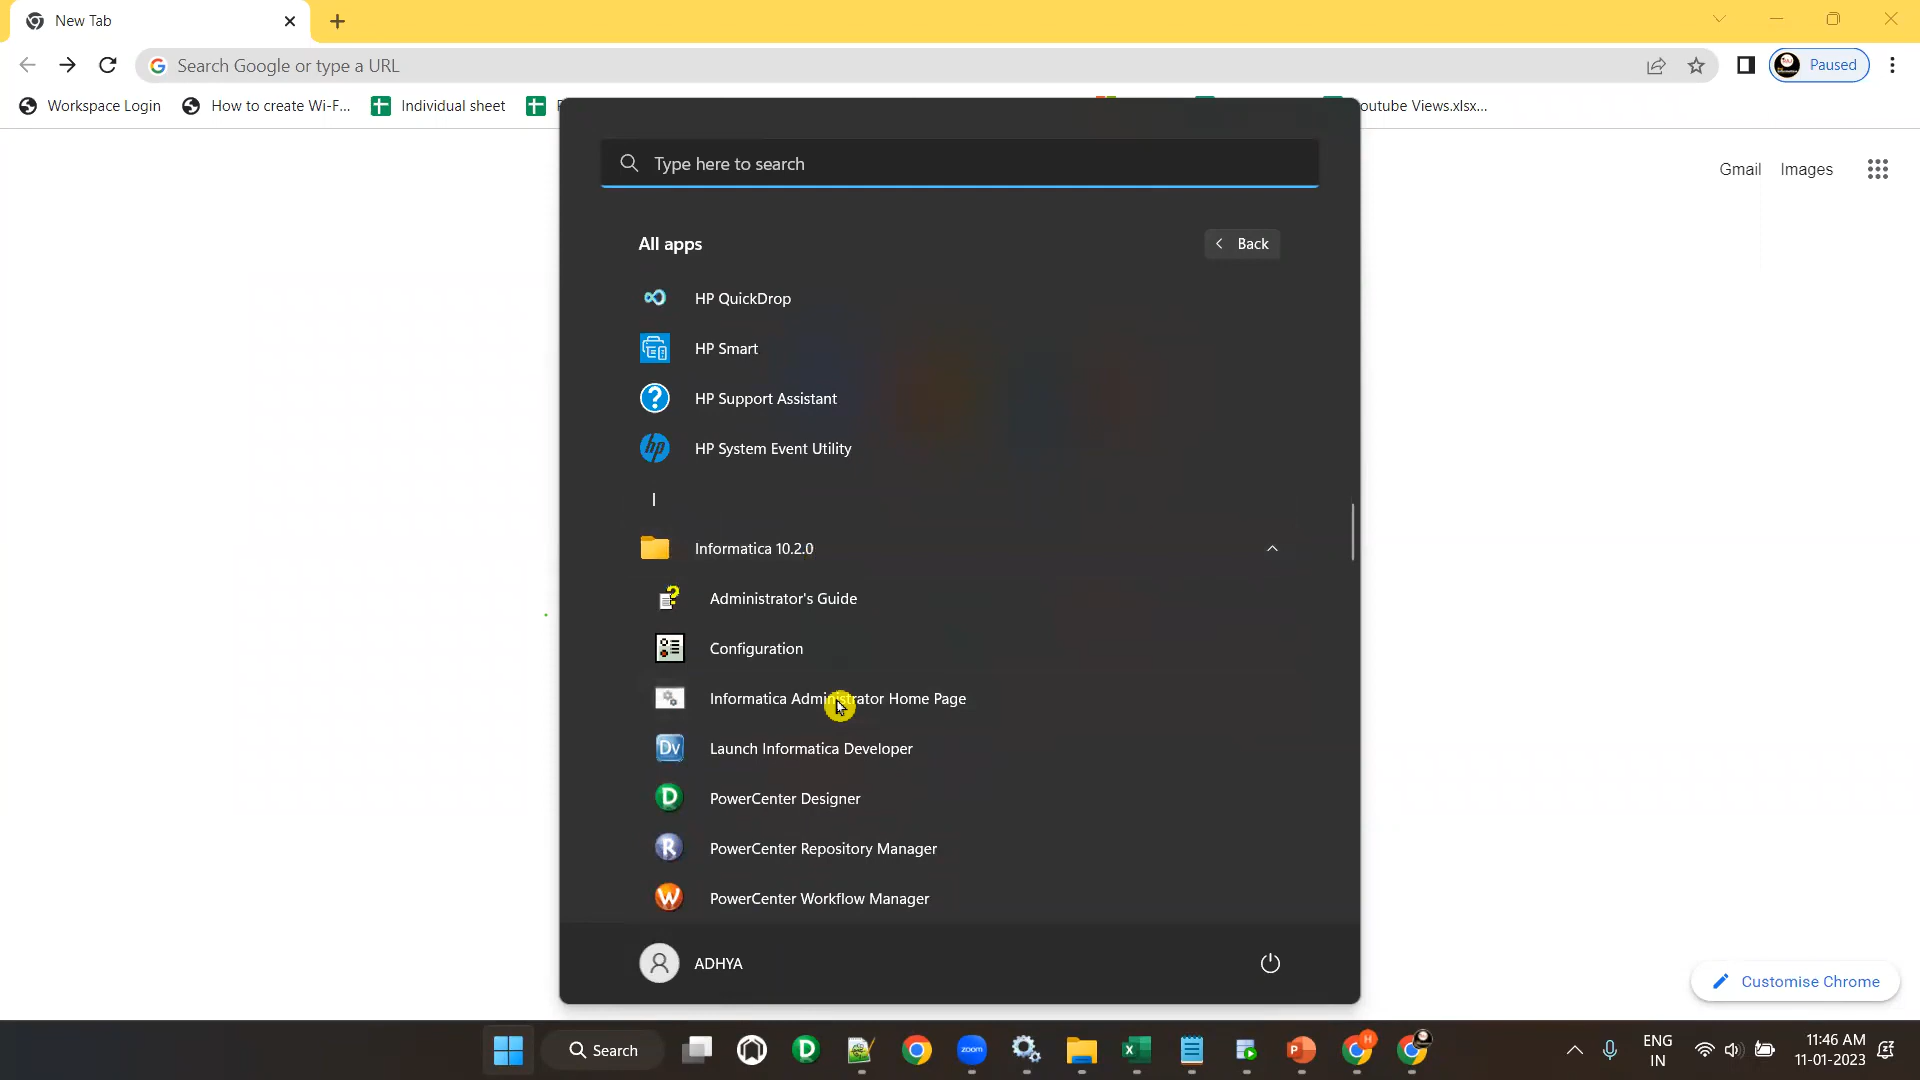 New Tab
Search Google or type a URL
Paused
Workspace Login
How to create Wi-F...
Individual sheet
outube Views.xlsx...
Gmail Images
Type here to search
All apps
Back
HP QuickDrop
HP Smart
HP Support Assistant
hp
HP System Event Utility
I
Informatica 10.2.0
Administrator's Guide
Configuration
Informatica Administrator Home Page
Dv
Launch Informatica Developer
D
PowerCenter Designer
R
PowerCenter Repository Manager
W
PowerCenter Workflow Manager
ADHYA
Customise Chrome
Search
D
zoom
X
P
H
ENG
IN
11:46 AM
11-01-2023